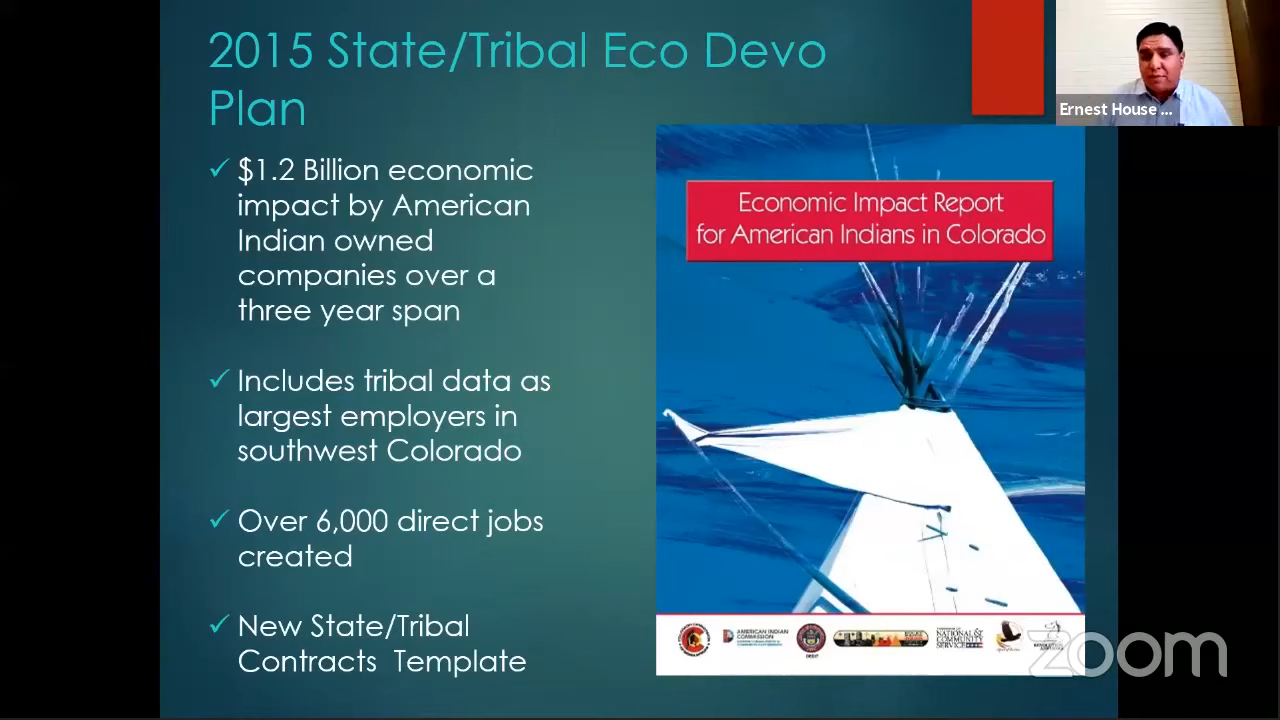 2015 State/Tribal Eco Devo
Plan
Ernest House ...
✓ $1.2 Billion economic
impact by American
Indian owned
companies over a
three year span
✓ Includes tribal data as
largest employers in
southwest Colorado
✓ Over 6,000 direct jobs
created
✓ New State/Tribal
Contracts Template
Economic Impact Report
for American Indians in Colorado
AMERICAN INDIAN
COMMISSION
NATIONAL&
COMMUNITY
SERVICE
zoom